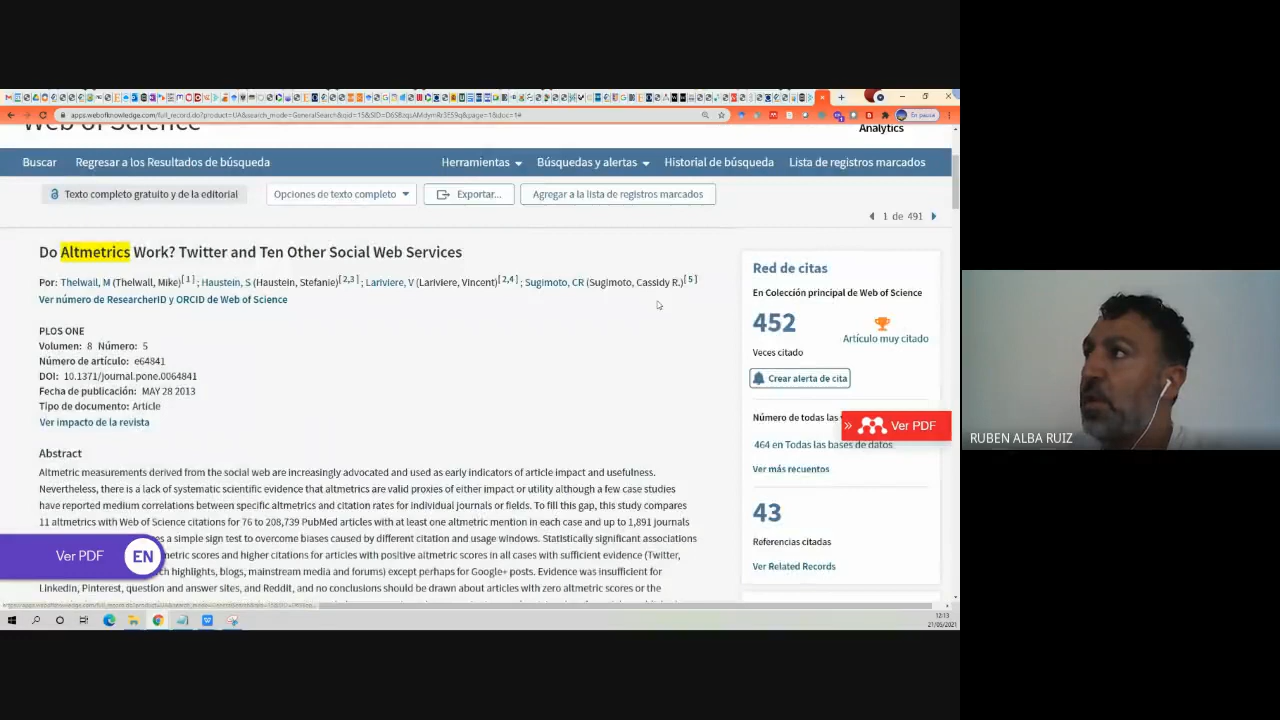 Web of Science
Analytics
Buscar Regresar a los Resultados de búsqueda Herramientas Búsquedas y alertas Historial de búsqueda Lista de registros marcados
Texto completo gratuito y de la editorial Opciones de texto completo Exportar... Agregar a la lista de registros marcados
1 de 491
Do Altmetrics Work? Twitter and Ten Other Social Web Services
Por: Thelwall, M (Thelwall, Mike)[1]; Haustein, S (Haustein, Stefanie)[2,3]; Lariviere, V (Lariviere, Vincent)[2,4]; Sugimoto, CR (Sugimoto, Cassidy R.)[5]
Ver número de ResearcherID y ORCID de Web of Science
PLOS ONE
Volumen: 8 Número: 5
Número de artículo: e64841
DOI: 10.1371/journal.pone.0064841
Fecha de publicación: MAY 28 2013
Tipo de documento: Article
Ver impacto de la revista
Abstract
Altmetric measurements derived from the social web are increasingly advocated and used as early indicators of article impact and usefulness.
Nevertheless, there is a lack of systematic scientific evidence that altmetrics are valid proxies of either impact or utility although a few case studies
have reported medium correlations between specific altmetrics and citation rates for individual journals or fields. To fill this gap, this study compares
11 altmetrics with Web of Science citations for 76 to 208,739 PubMed articles with at least one altmetric mention in each case and up to 1,891 journals
a simple sign test to overcome biases caused by different citation and usage windows. Statistically significant associations
metric scores and higher citations for articles with positive altmetric scores in all cases with sufficient evidence (Twitter,
highlights, blogs, mainstream media and forums) except perhaps for Google+ posts. Evidence was insufficient for
LinkedIn, Pinterest, question and answer sites, and Reddit, and no conclusions should be drawn about articles with zero altmetric scores or the
Ver PDF EN
Red de citas
En Colección principal de Web of Science
452
Veces citado
Artículo muy citado
Crear alerta de cita
Número de todas las
Ver PDF
464 en Todas las bases de datos
Ver más recuentos
43
Referencias citadas
Ver Related Records
En pausa
12:13
21/05/2021
RUBEN ALBA RUIZ